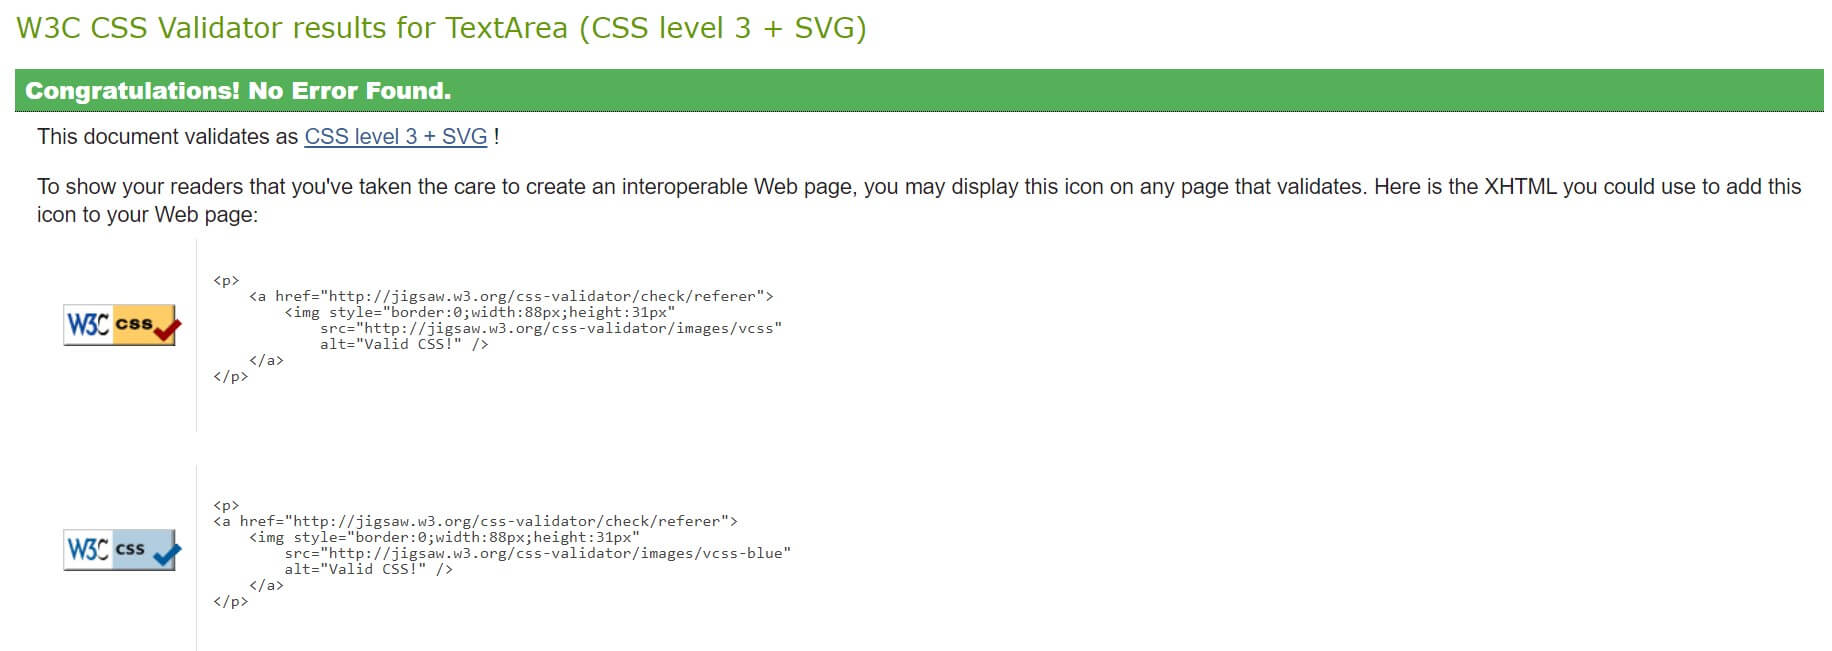 W3C CSS Validator results for TextArea (CSS level 3 + SVG)
Congratulations! No Error Found.
This document validates as CSS level 3 + SVG !
To show your readers that you've taken the care to create an interoperable Web page, you may display this icon on any page that validates. Here is the XHTML you could use to add this
icon to your Web page:
W3C css
<p>
    <a href="http://jigsaw.w3.org/css-validator/check/referer">
        <img style="border:0;width:88px;height:31px"
            src="http://jigsaw.w3.org/css-validator/images/vcss"
            alt="Valid CSS!" />
    </a>
</p>
W3C css
<p>
<a href="http://jigsaw.w3.org/css-validator/check/referer">
    <img style="border:0;width:88px;height:31px"
        src="http://jigsaw.w3.org/css-validator/images/vcss-blue"
        alt="Valid CSS!" />
    </a>
</p>